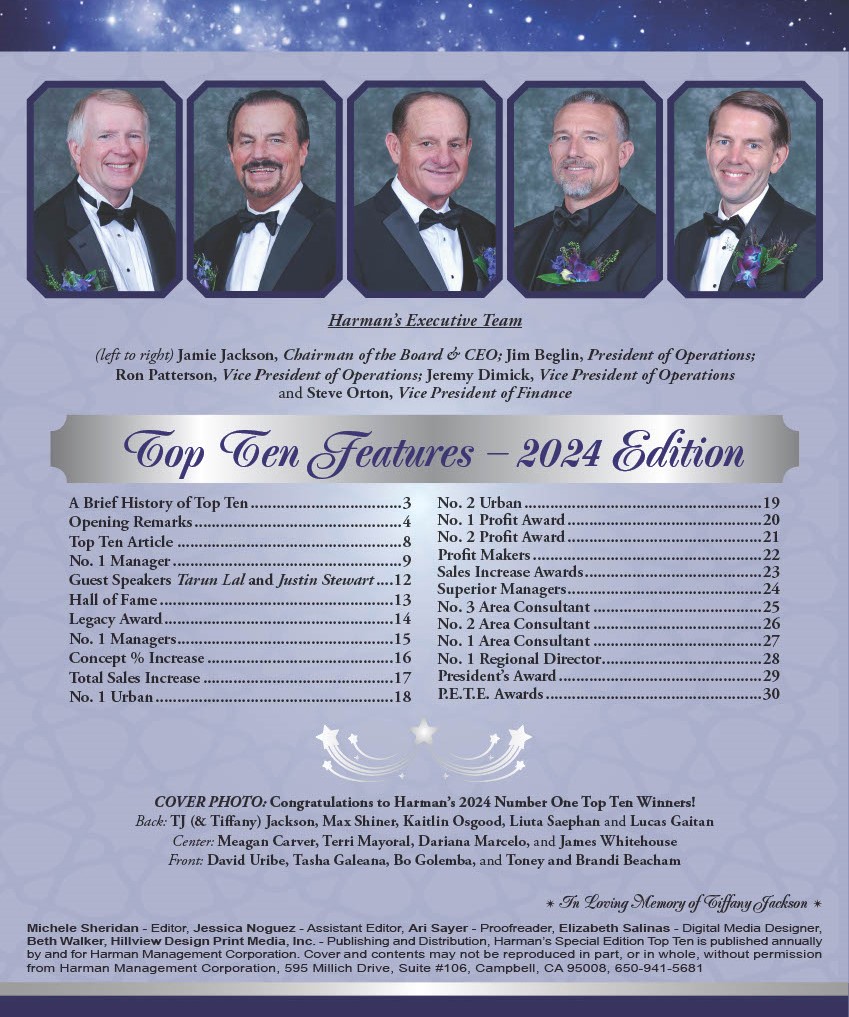 Harman's Executive Team
(left to right) Jamie Jackson, Chairman of the Board & CEO; Jim Beglin, President of Operations;
Ron Patterson, Vice President of Operations; Jeremy Dimick, Vice President of Operations
and Steve Orton, Vice President of Finance
Top Ten Features – 2024 Edition
A Brief History of Top Ten ..................................3
Opening Remarks..............................................4
Top Ten Article .................................................8
No. 1 Manager ..................................................9
Guest Speakers Tarun Lal and Justin Stewart ....12
Hall of Fame ...................................................13
Legacy Award ..................................................14
No. 1 Managers...............................................15
Concept % Increase .........................................16
Total Sales Increase ..........................................17
No. 1 Urban ....................................................18
No. 2 Urban ....................................................19
No. 1 Profit Award ..........................................20
No. 2 Profit Award ..........................................21
Profit Makers ..................................................22
Sales Increase Awards.......................................23
Superior Managers...........................................24
No. 3 Area Consultant .....................................25
No. 2 Area Consultant .....................................26
No. 1 Area Consultant .....................................27
No. 1 Regional Director...................................28
President's Award ............................................29
P.E.T.E. Awards ...............................................30
COVER PHOTO: Congratulations to Harman's 2024 Number One Top Ten Winners!
Back: TJ (& Tiffany) Jackson, Max Shiner, Kaitlin Osgood, Liuta Saephan and Lucas Gaitan
Center: Meagan Carver, Terri Mayoral, Dariana Marcelo, and James Whitehouse
Front: David Uribe, Tasha Galeana, Bo Golemba, and Toney and Brandi Beacham
✶ In Loving Memory of Tiffany Jackson ✶
Michele Sheridan - Editor, Jessica Noguez - Assistant Editor, Ari Sayer - Proofreader, Elizabeth Salinas - Digital Media Designer,
Beth Walker, Hillview Design Print Media, Inc. - Publishing and Distribution, Harman's Special Edition Top Ten is published annually
by and for Harman Management Corporation. Cover and contents may not be reproduced in part, or in whole, without permission
from Harman Management Corporation, 595 Millich Drive, Suite #106, Campbell, CA 95008, 650-941-5681